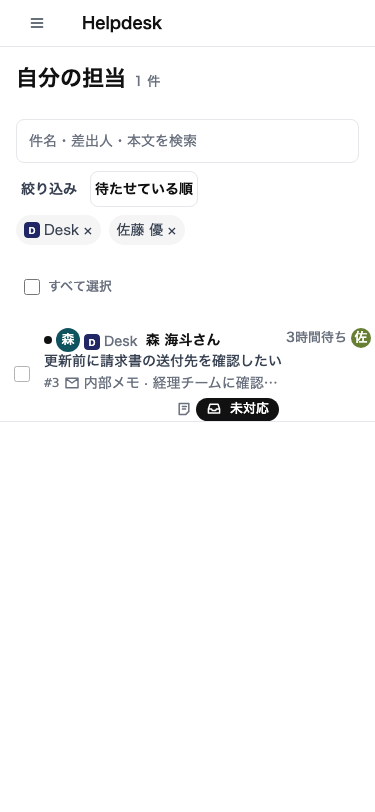 Helpdesk
自分の担当 1 件
件名・差出人・本文を検索
絞り込み 待たせている順
D Desk × 佐藤 優 ×
すべて選択
森 D Desk 森 海斗さん 3時間待ち 佐
更新前に請求書の送付先を確認したい
#3 内部メモ · 経理チームに確認…
未対応